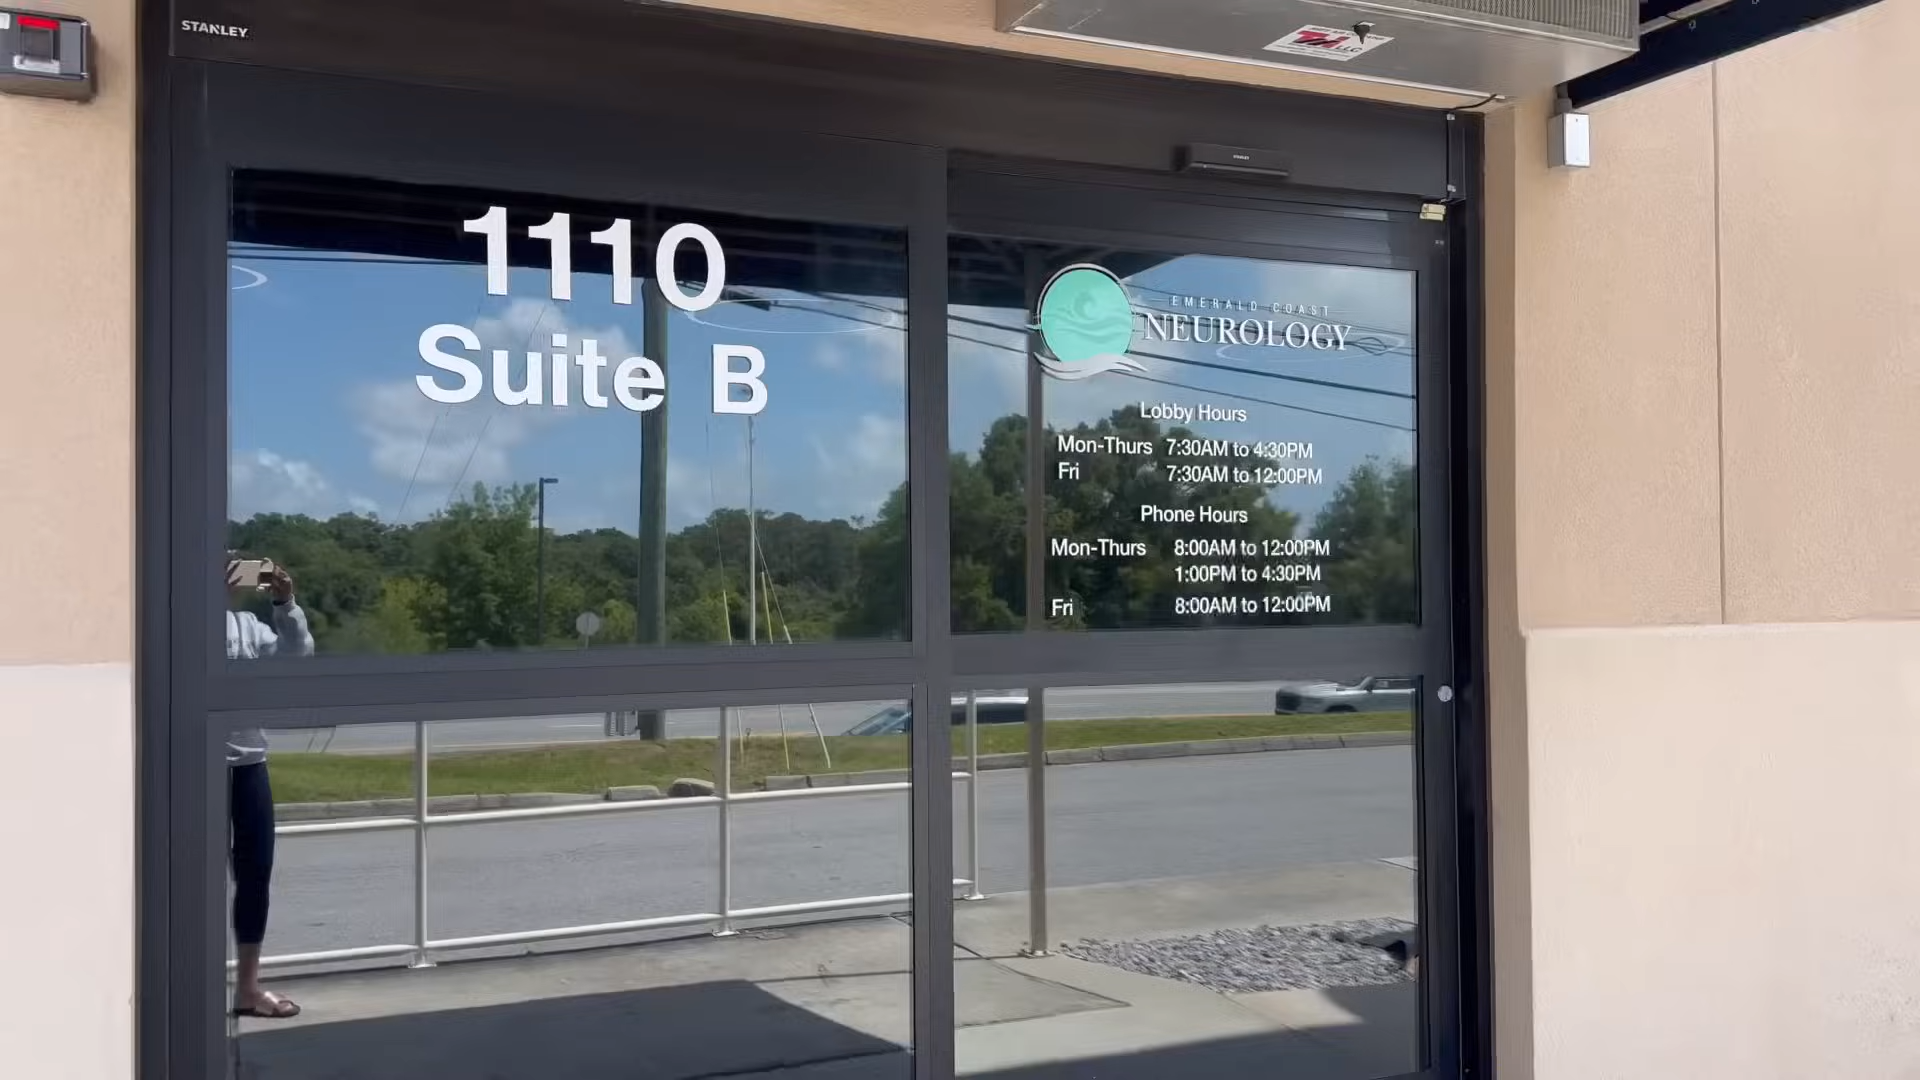 STANLEY
1110
Suite B
EMERALD COAST
NEUROLOGY
Lobby Hours
Mon-Thurs 7:30AM to 4:30PM
Fri 7:30AM to 12:00PM
Phone Hours
Mon-Thurs 8:00AM to 12:00PM
1:00PM to 4:30PM
Fri 8:00AM to 12:00PM